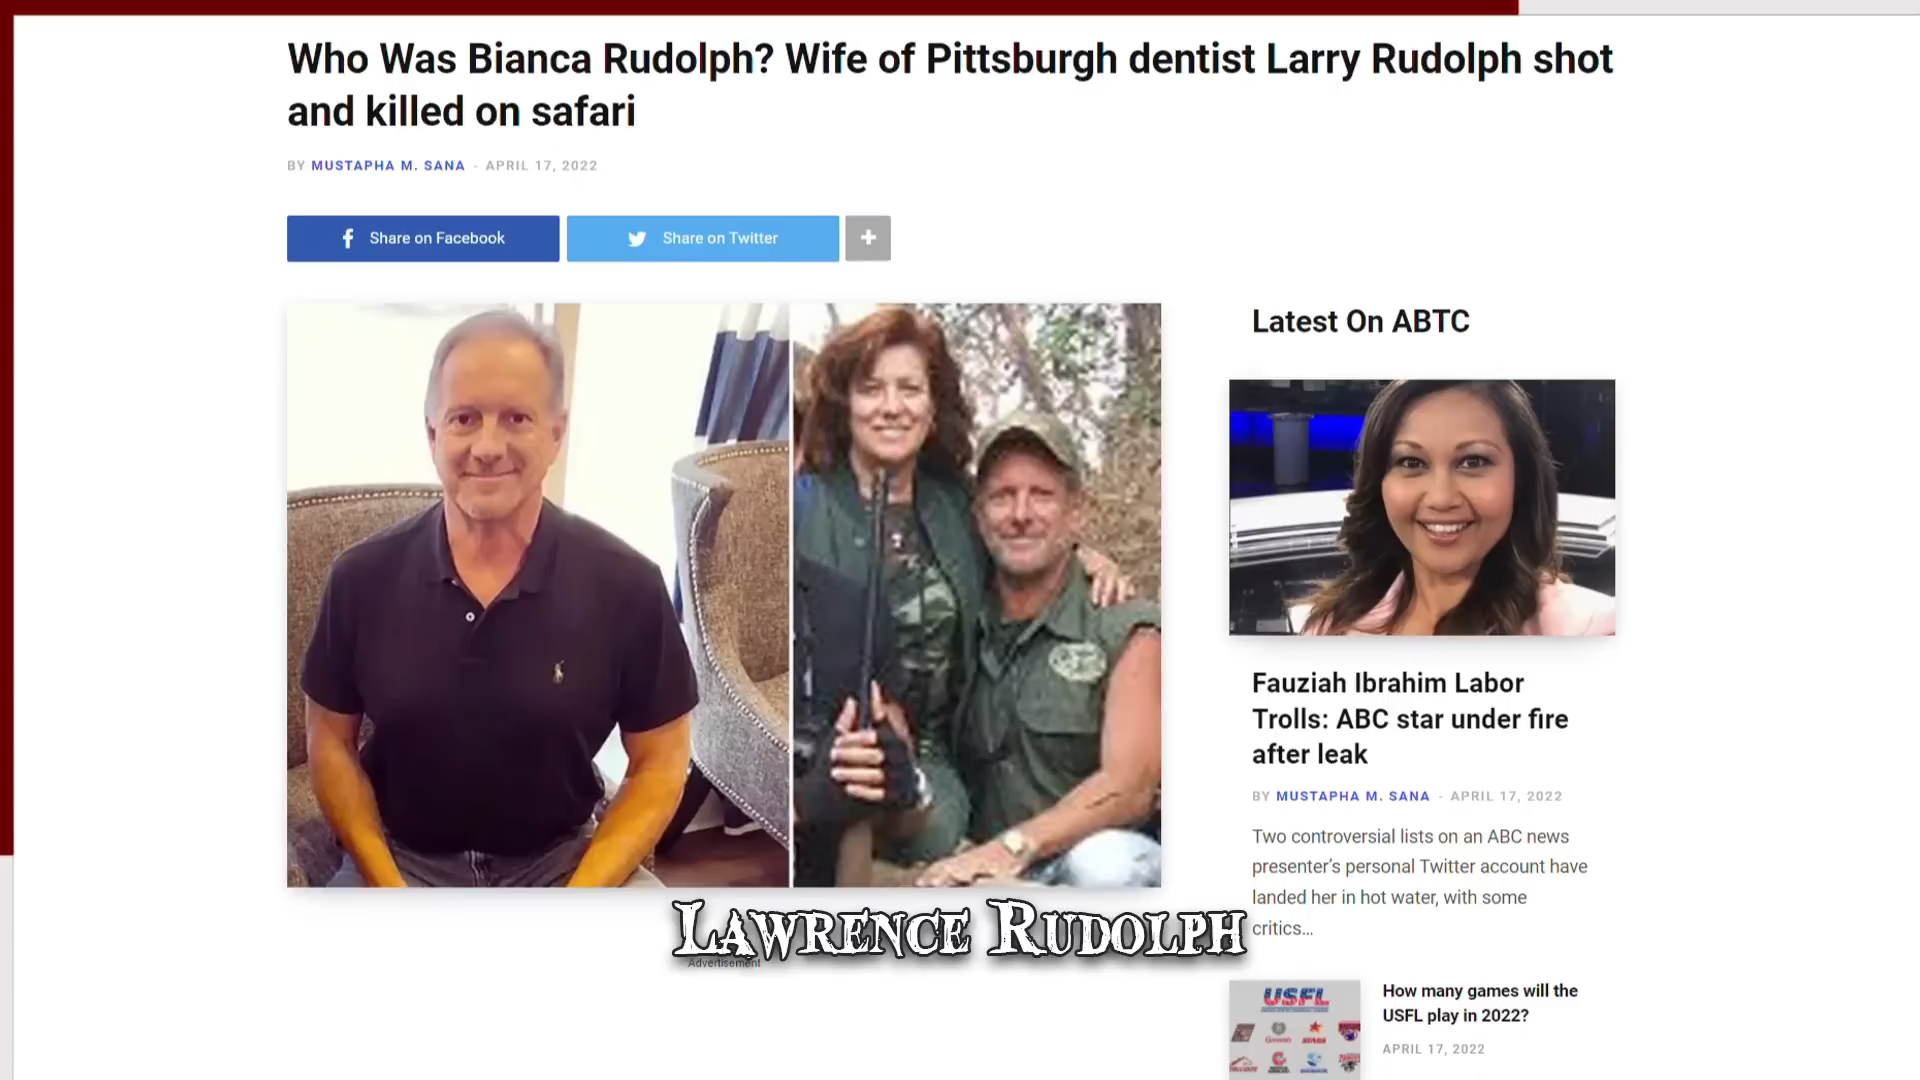 Who Was Bianca Rudolph? Wife of Pittsburgh dentist Larry Rudolph shot
and killed on safari
BY MUSTAPHA M. SANA - APRIL 17, 2022
Share on Facebook
Share on Twitter
+
Latest On ABTC
Fauziah Ibrahim Labor
Trolls: ABC star under fire
after leak
BY MUSTAPHA M. SANA - APRIL 17, 2022
Two controversial lists on an ABC news
presenter’s personal Twitter account have
landed her in hot water, with some
critics...
Lawrence Rudolph
Advertisement
USFL
How many games will the
USFL play in 2022?
APRIL 17, 2022